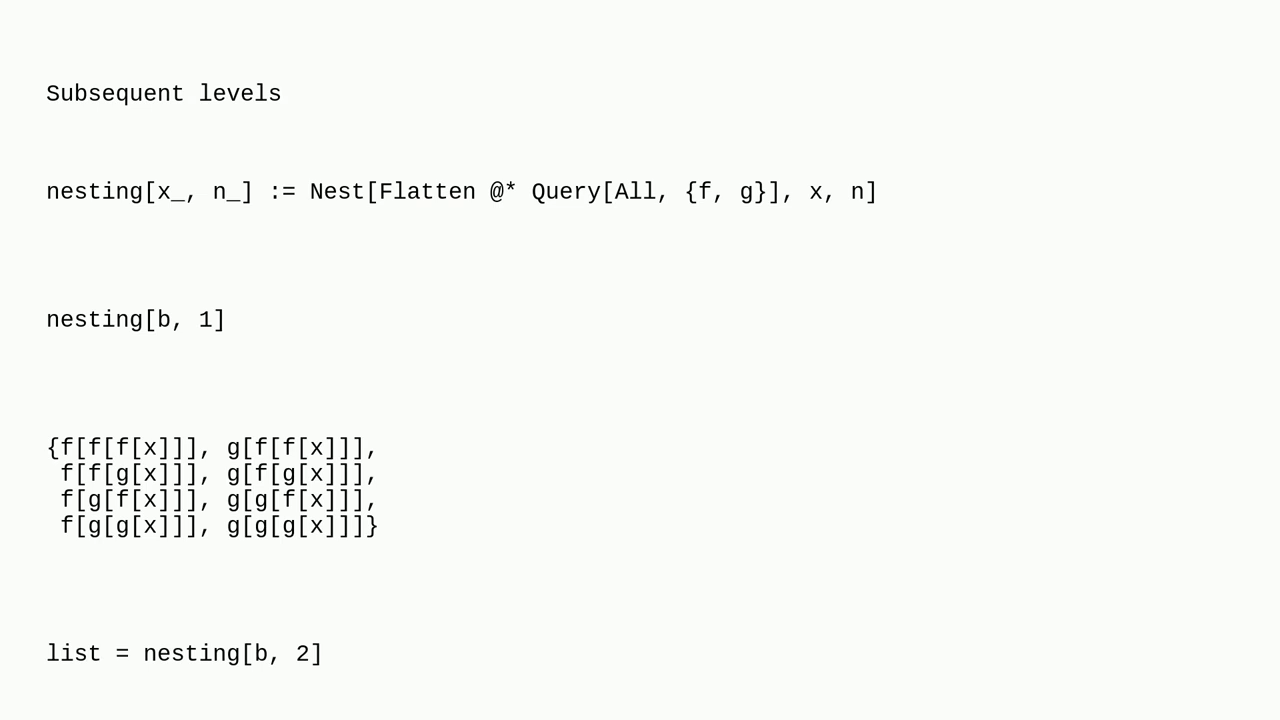 Subsequent levels
nesting[x_, n_] := Nest[Flatten @* Query[All, {f, g}], x, n]
nesting[b, 1]
{f[f[f[x]]], g[f[f[x]]],
f[f[g[x]]], g[f[g[x]]],
f[g[f[x]]], g[g[f[x]]],
f[g[g[x]]], g[g[g[x]]]}
list = nesting[b, 2]